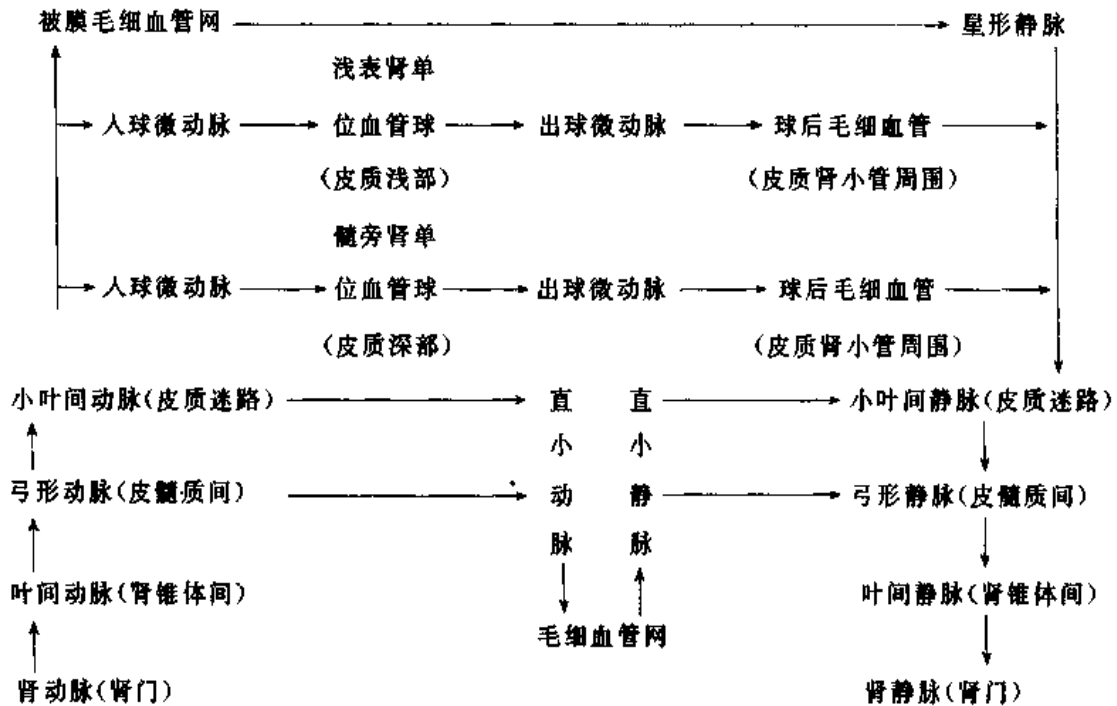 被膜毛细血管网 星形静脉
浅表肾单
人球微动脉 位血管球 出球微动脉 球后毛细血管
(皮质浅部) (皮质肾小管周围)
髓旁肾单
人球微动脉 位血管球 出球微动脉 球后毛细血管
(皮质深部) (皮质肾小管周围)
小叶间动脉(皮质迷路) 直 直 小叶间静脉(皮质迷路)
小 小
弓形动脉(皮髓质间) 动 静 弓形静脉(皮髓质间)
脉 脉
叶间动脉(肾锥体间) 叶间静脉(肾锥体间)
毛细血管网
肾动脉(肾门) 肾静脉(肾门)